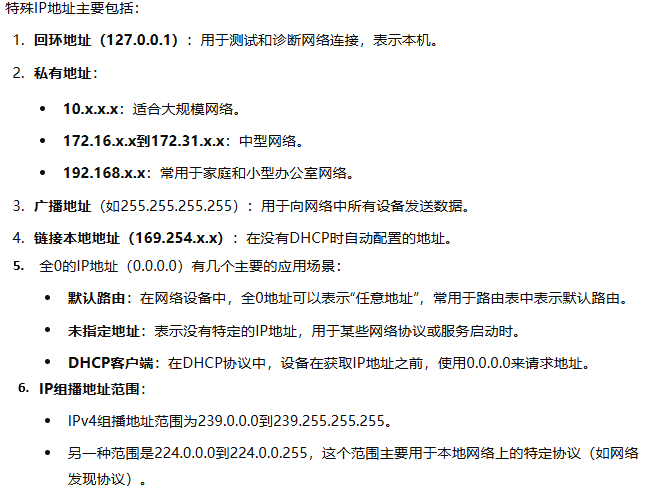 特殊IP地址主要包括：
1. 回环地址（127.0.0.1）：用于测试和诊断网络连接，表示本机。
2. 私有地址：
• 10.x.x.x：适合大规模网络。
• 172.16.x.x到172.31.x.x：中型网络。
• 192.168.x.x：常用于家庭和小型办公室网络。
3. 广播地址（如255.255.255.255）：用于向网络中所有设备发送数据。
4. 链接本地地址（169.254.x.x）：在没有DHCP时自动配置的地址。
5. 全0的IP地址（0.0.0.0）有几个主要的应用场景：
• 默认路由：在网络设备中，全0地址可以表示“任意地址”，常用于路由表中表示默认路由。
• 未指定地址：表示没有特定的IP地址，用于某些网络协议或服务启动时。
• DHCP客户端：在DHCP协议中，设备在获取IP地址之前，使用0.0.0.0来请求地址。
6. IP组播地址范围：
• IPv4组播地址范围为239.0.0.0到239.255.255.255。
• 另一种范围是224.0.0.0到224.0.0.255，这个范围主要用于本地网络上的特定协议（如网络
发现协议）。